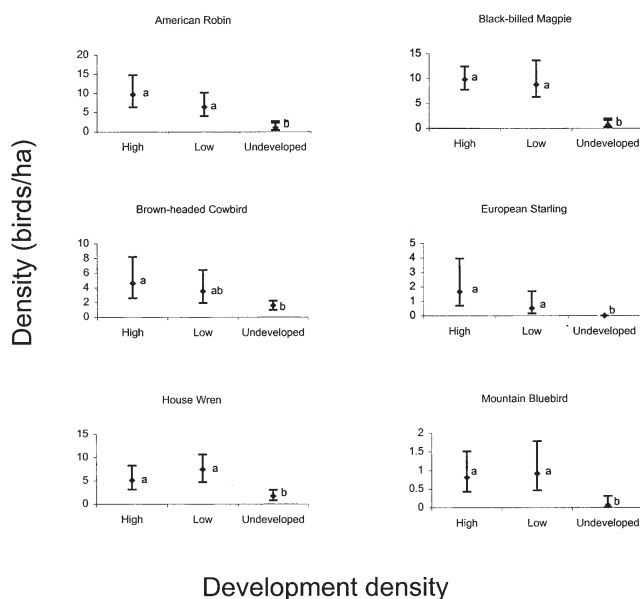 American Robin
20
15
10
5
0
a
a
b
High
Low
Undeveloped
Black-billed Magpie
15
10
5
0
a
a
b
High
Low
Undeveloped
Density (birds/ha)
Brown-headed Cowbird
10
8
6
4
2
0
a
ab
b
High
Low
Undeveloped
European Starling
5
4
3
2
1
0
a
a
b
High
Low
Undeveloped
House Wren
15
10
5
0
a
a
b
High
Low
Undeveloped
Mountain Bluebird
2
1.5
1
0.5
0
a
a
b
High
Low
Undeveloped
Development density